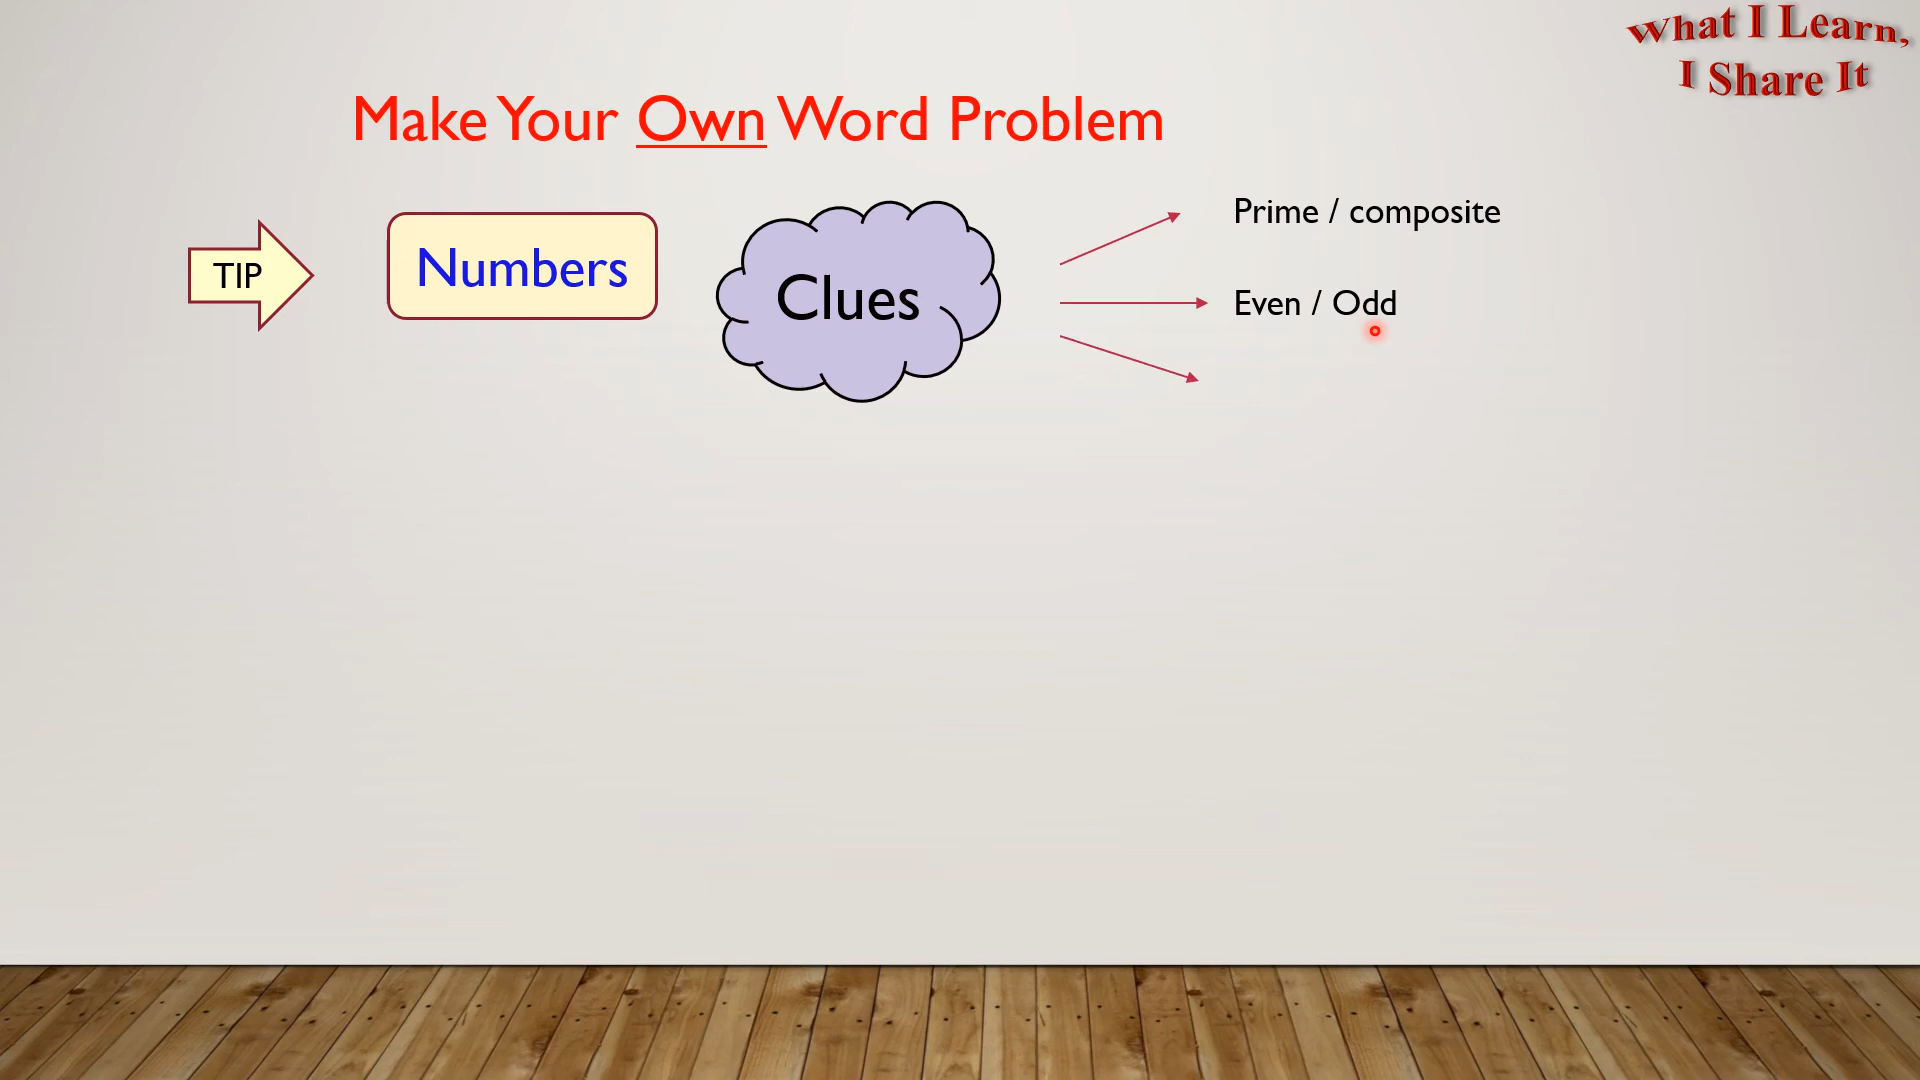 What I Learn,
I Share It
Make Your Own Word Problem
TIP
Numbers
Clues
Prime / composite
Even / Odd